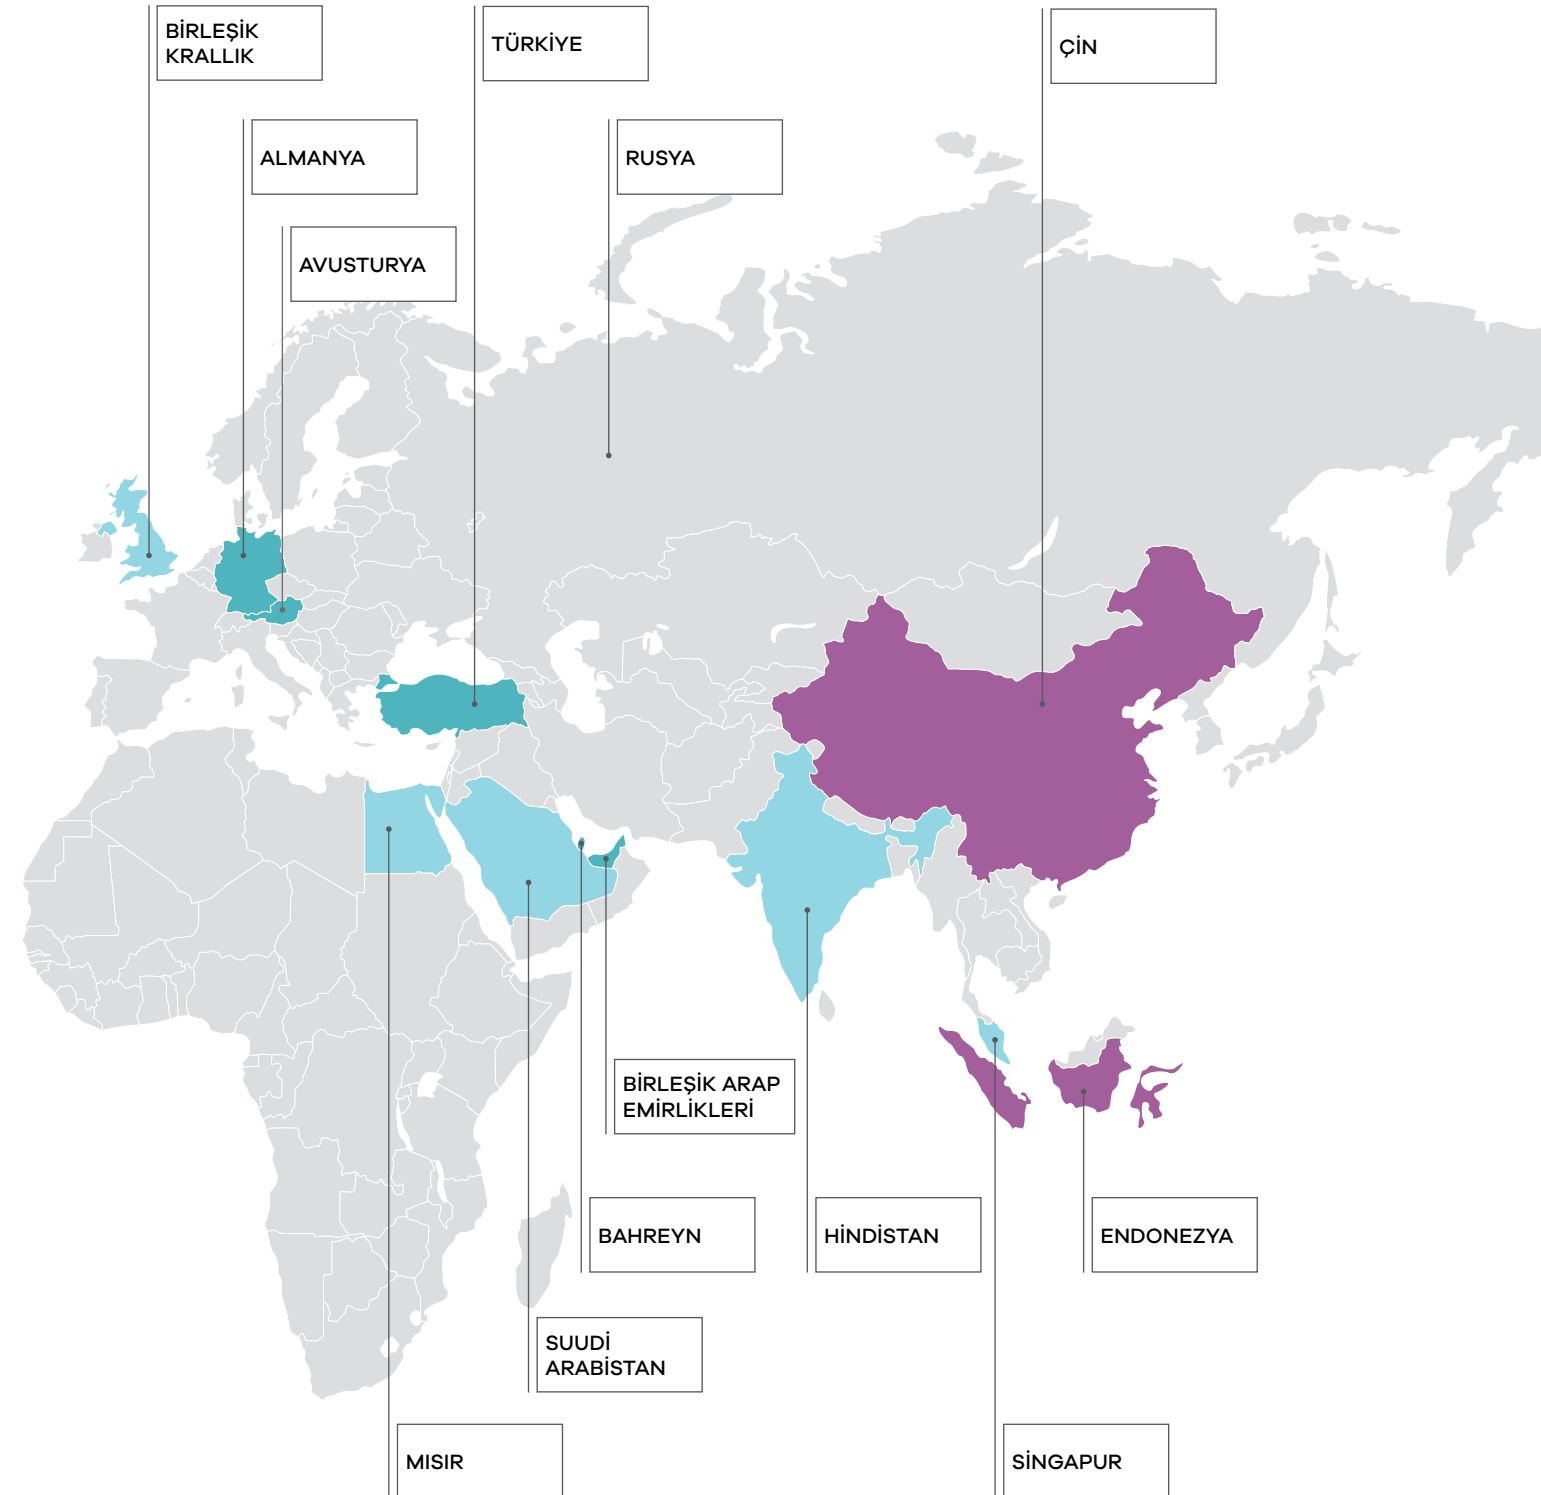 BİRLEŞİK
KRALLIK
TÜRKİYE
ÇİN
ALMANYA
RUSYA
AVUSTURYA
BİRLEŞİK ARAP
EMİRLİKLERİ
BAHREYN
HİNDİSTAN
ENDONEZYA
SUUDİ
ARABİSTAN
MISIR
SİNGAPUR